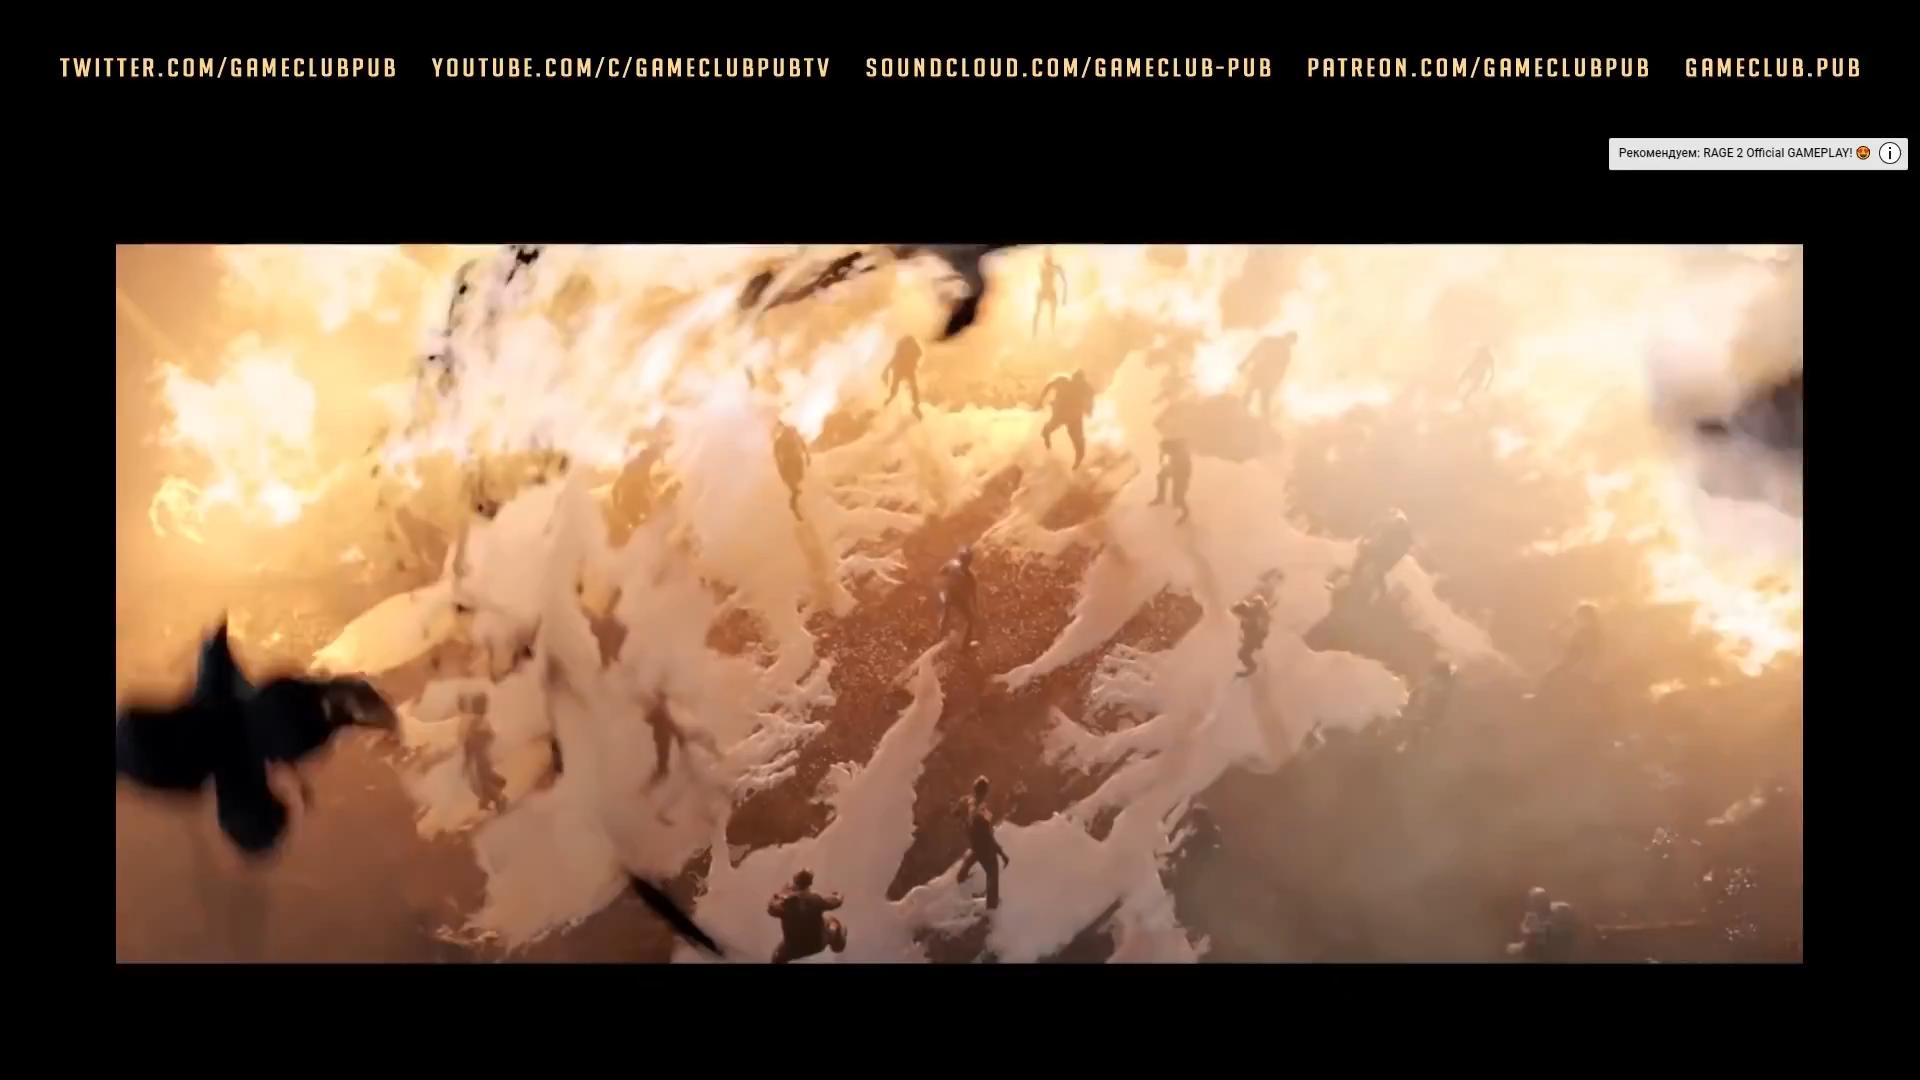 TWITTER.COM/GAMECLUBPUB YOUTUBE.COM/C/GAMECLUBPUBTV SOUNDCLOUD.COM/GAMECLUB-PUB PATREON.COM/GAMECLUBPUB GAMECLUB.PUB
Рекомендуем: RAGE 2 Official GAMEPLAY! 😍